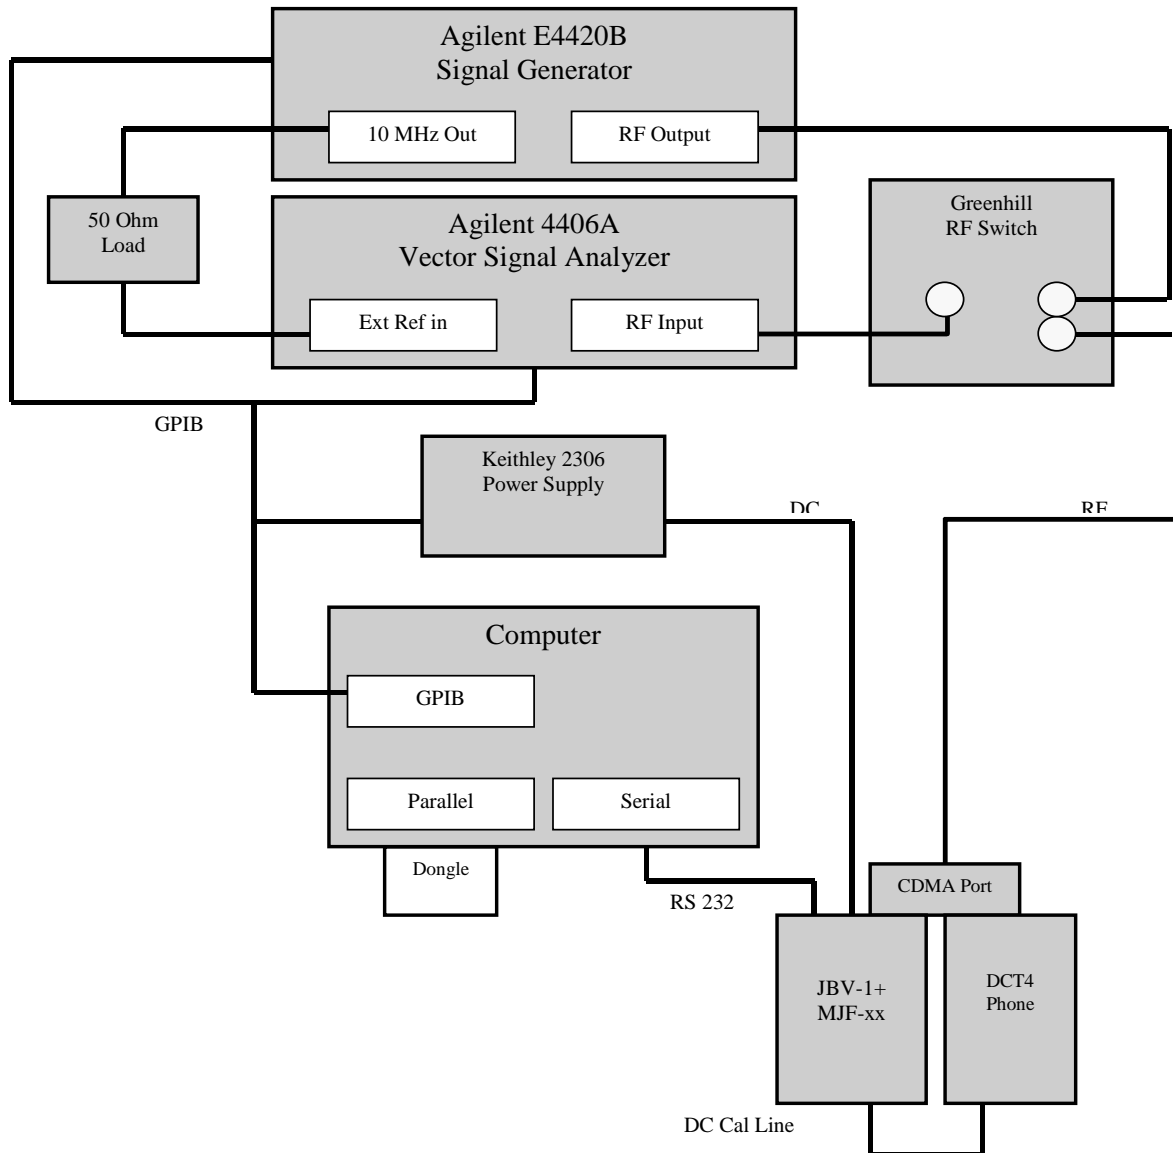 Agilent E4420B
Signal Generator
10 MHz Out
RF Output
50 Ohm
Load
Agilent 4406A
Vector Signal Analyzer
Ext Ref in
RF Input
Greenhill
RF Switch
GPIB
Keithley 2306
Power Supply
DC
RF
Computer
GPIB
Parallel
Serial
Dongle
RS 232
CDMA Port
JBV-1+
MJF-xx
DCT4
Phone
DC Cal Line